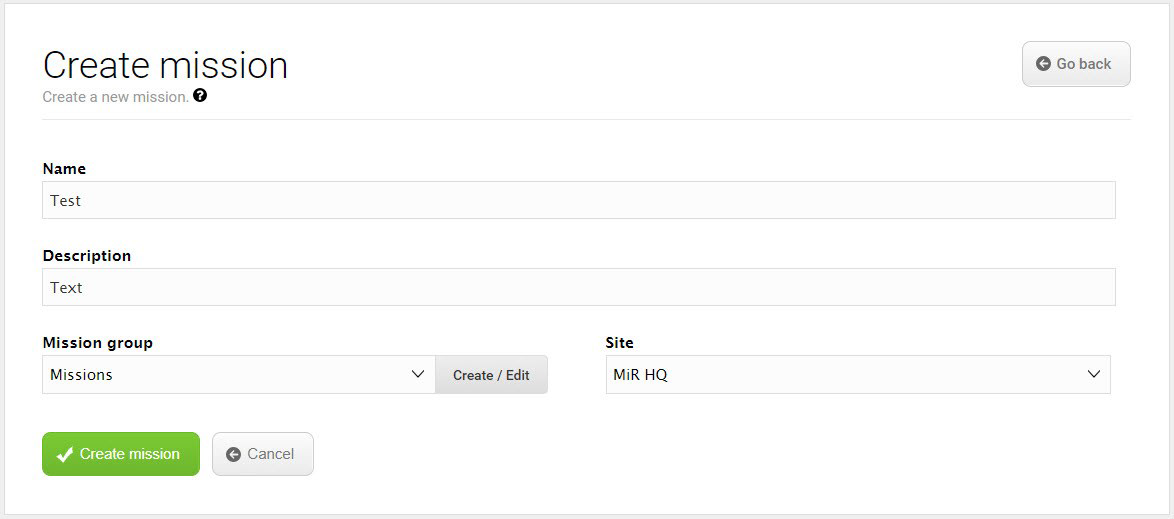 Create mission
Go back
Create a new mission.
Name
Test
Description
Text
Mission group
Site
Missions
Create / Edit
MiR HQ
Create mission
Cancel